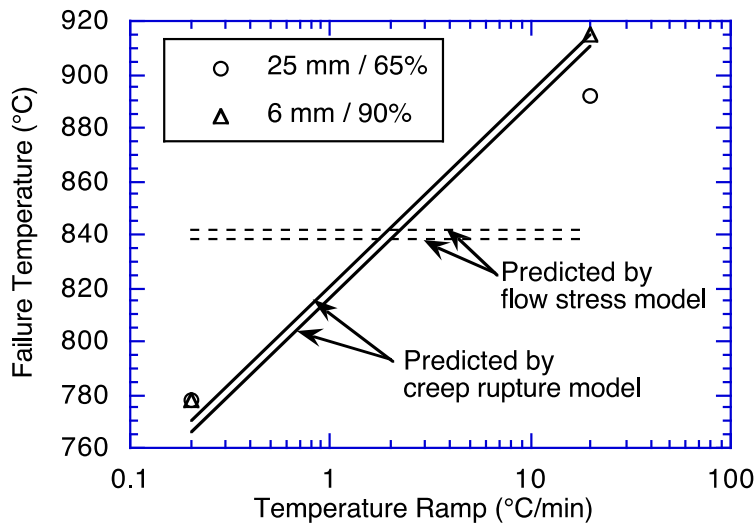 920
900
880
860
840
820
800
780
760
Failure Temperature (°C)
25 mm / 65%
6 mm / 90%
Predicted by
flow stress model
Predicted by
creep rupture model
0.1
1
10
100
Temperature Ramp (°C/min)